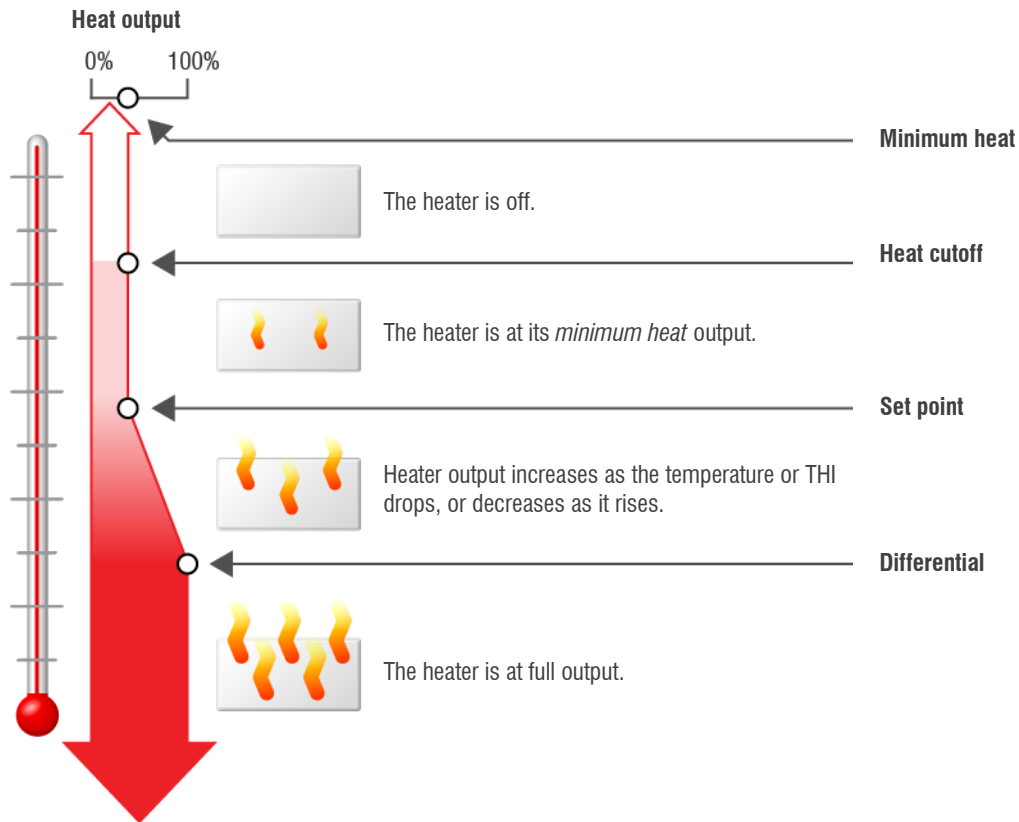 Heat output
0% 100%
Minimum heat
The heater is off.
Heat cutoff
The heater is at its minimum heat output.
Set point
Heater output increases as the temperature or THI
drops, or decreases as it rises.
Differential
The heater is at full output.